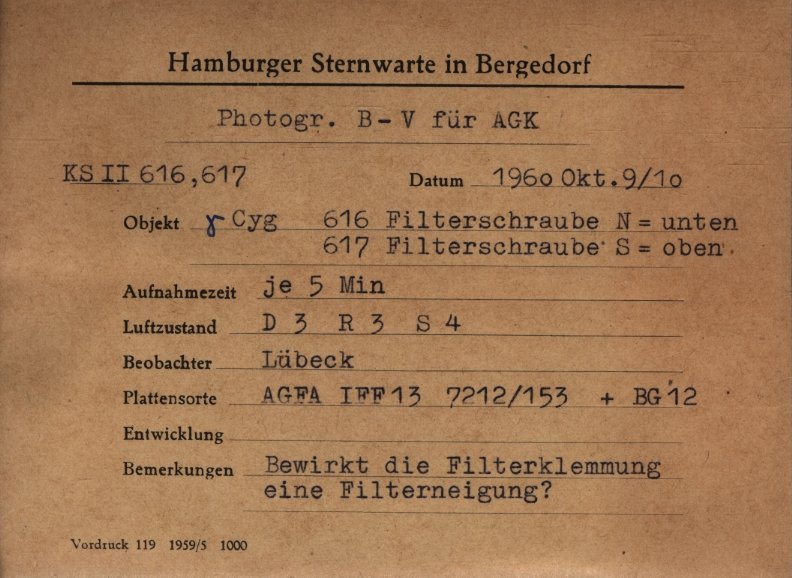 Hamburger Sternwarte in Bergedorf
Photogr. B-V für AGK
KS II 616,617 Datum 1960 Okt.9/10
Objekt γ Cyg 616 Filterschraube N = unten
617 Filterschraube S = oben.
Aufnahmezeit je 5 Min
Luftzustand D 3 R 3 S 4
Beobachter Lübeck
Plattensorte AGFA IFF13 7212/153 + BG 12
Entwicklung
Bemerkungen Bewirkt die Filterklemmung
eine Filterneigung?
Vordruck 119 1959/5 1000